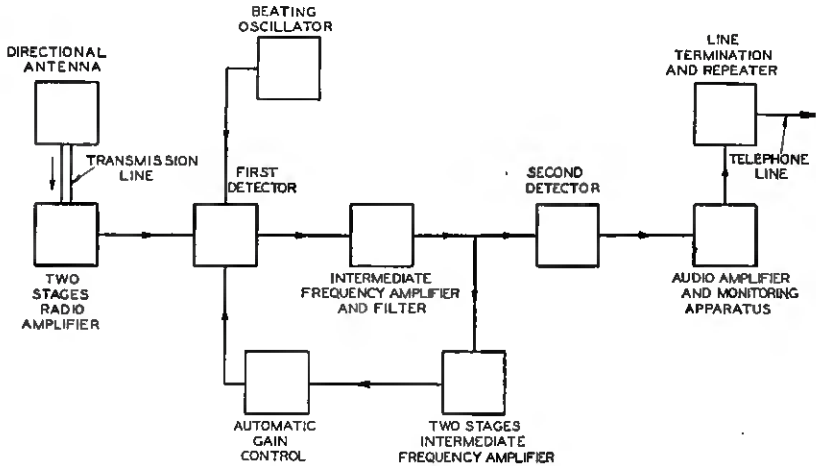 BEATING
OSCILLATOR
DIRECTIONAL
ANTENNA
LINE
TERMINATION
AND REPEATER
TRANSMISSION
LINE
FIRST
DETECTOR
SECOND
DETECTOR
TELEPHONE
LINE
TWO
STAGES
RADIO
AMPLIFIER
INTERMEDIATE
FREQUENCY AMPLIFIER
AND FILTER
AUDIO AMPLIFIER
AND MONITORING
APPARATUS
AUTOMATIC
GAIN
CONTROL
TWO STAGES
INTERMEDIATE
FREQUENCY AMPLIFIER